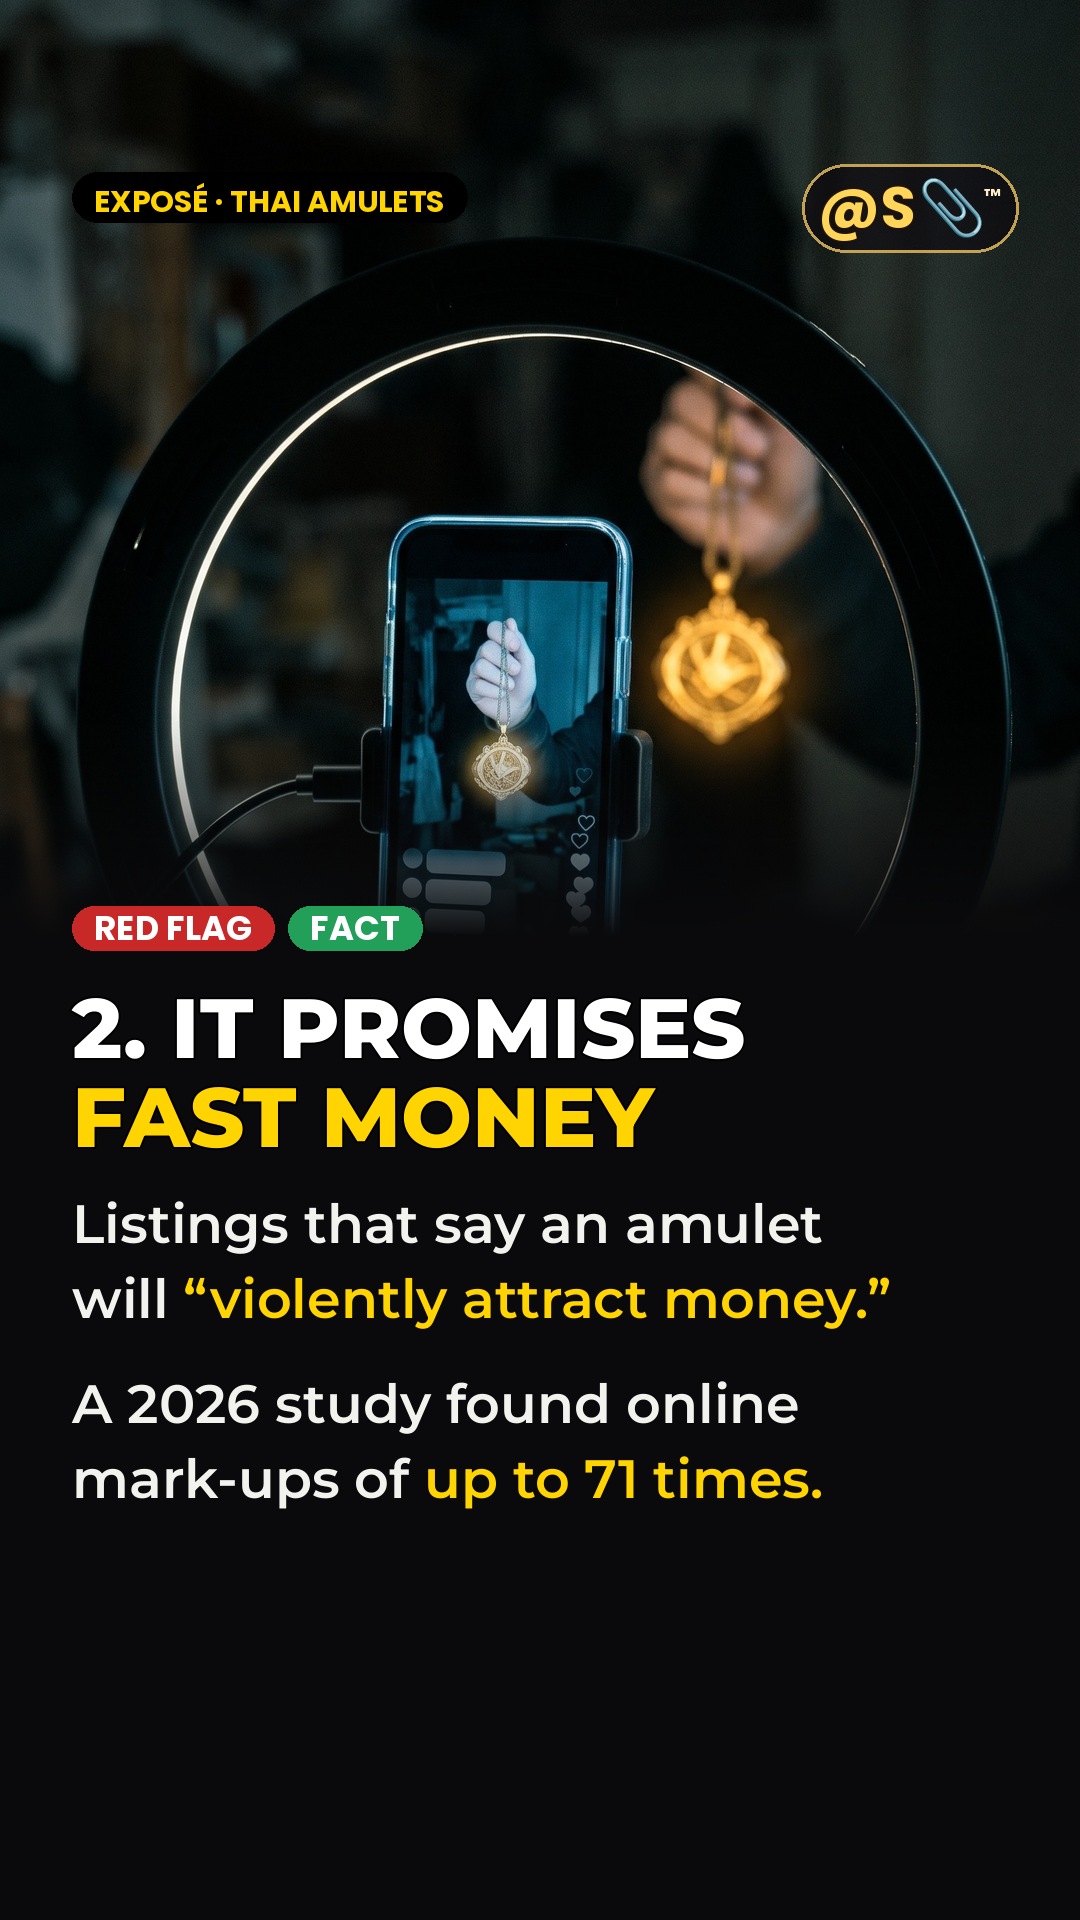 EXPOSÉ · THAI AMULETS
@S📎™
RED FLAG
FACT
2. IT PROMISES
FAST MONEY
Listings that say an amulet
will “violently attract money.”
A 2026 study found online
mark-ups of up to 71 times.